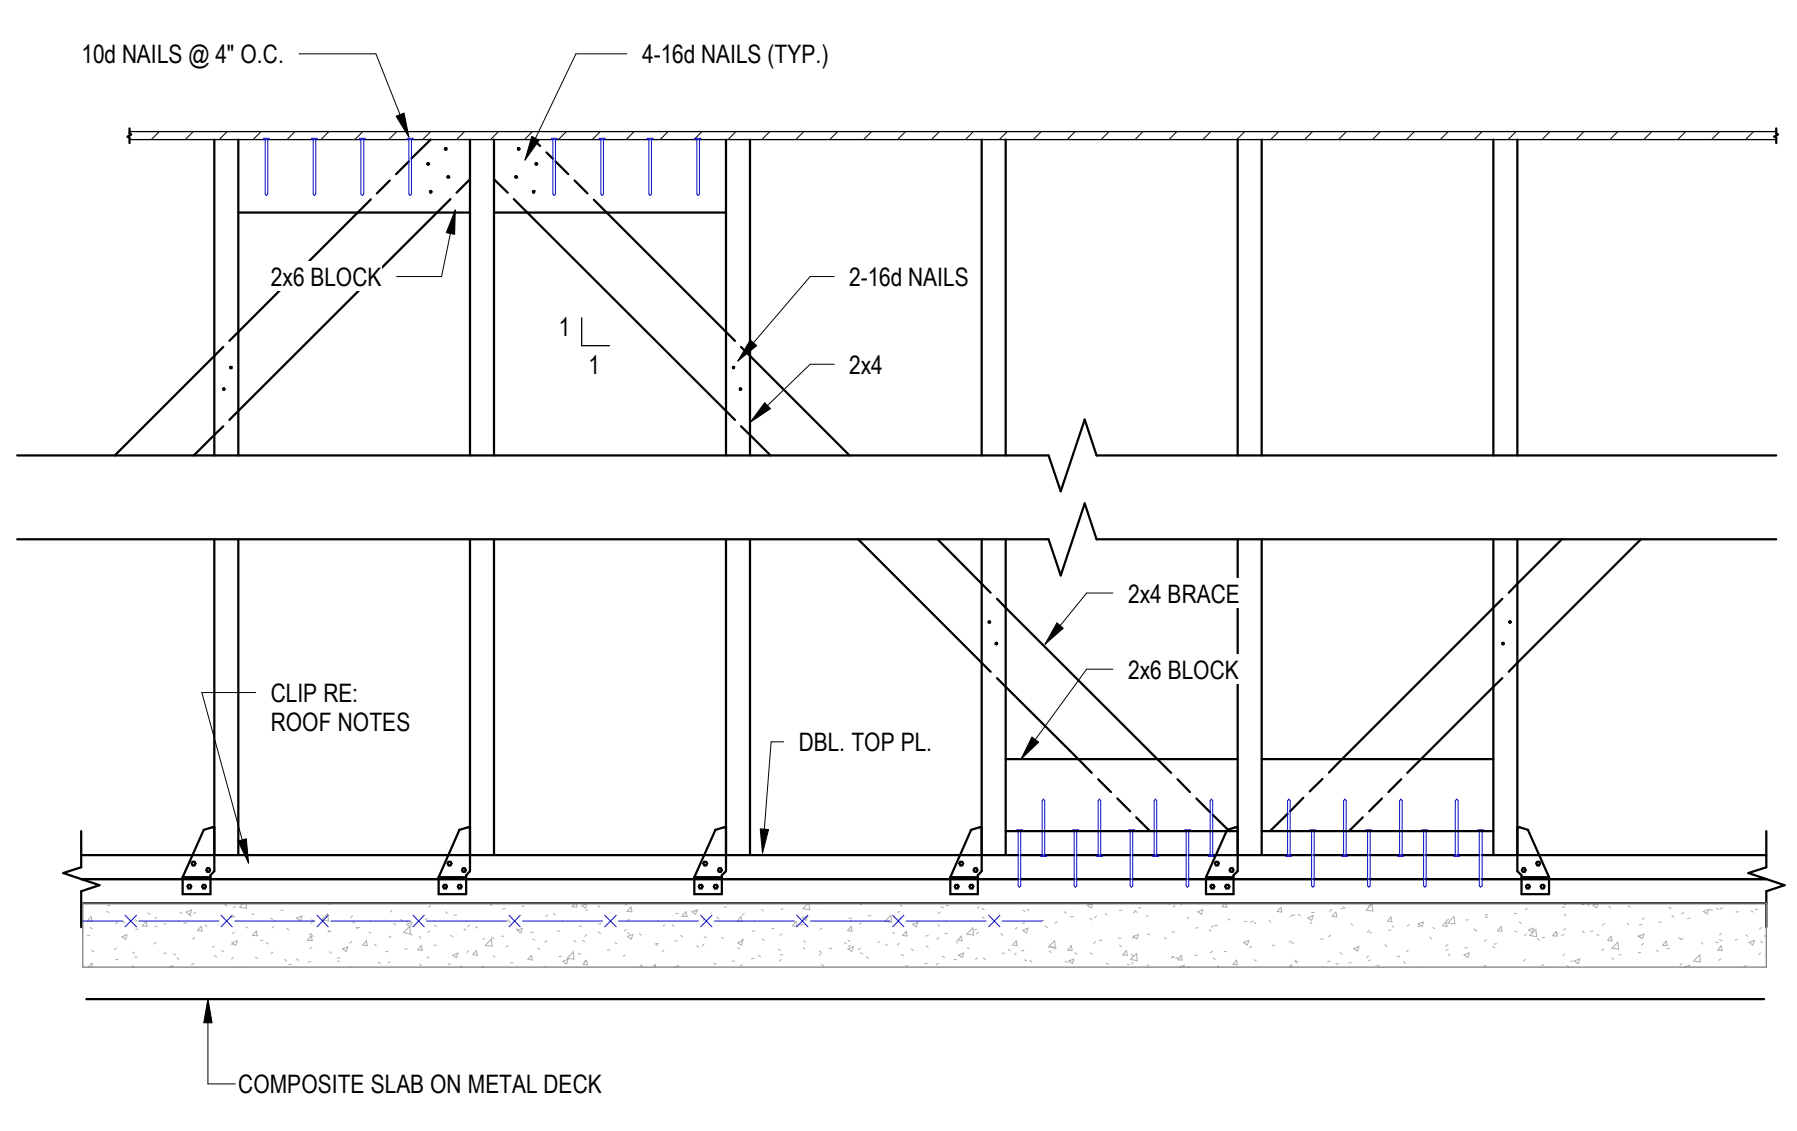 10d NAILS @ 4" O.C.
4-16d NAILS (TYP.)
2x6 BLOCK
2-16d NAILS
1
1
2x4
2x4 BRACE
2x6 BLOCK
CLIP RE:
ROOF NOTES
DBL. TOP PL.
COMPOSITE SLAB ON METAL DECK